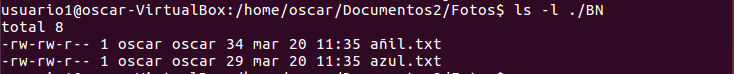 usuario1@oscar-VirtualBox:/home/oscar/Documentos2/Fotos$ ls -l ./BN
total 8
-rw-rw-r-- 1 oscar oscar 34 mar 20 11:35 añil.txt
-rw-rw-r-- 1 oscar oscar 29 mar 20 11:35 azul.txt